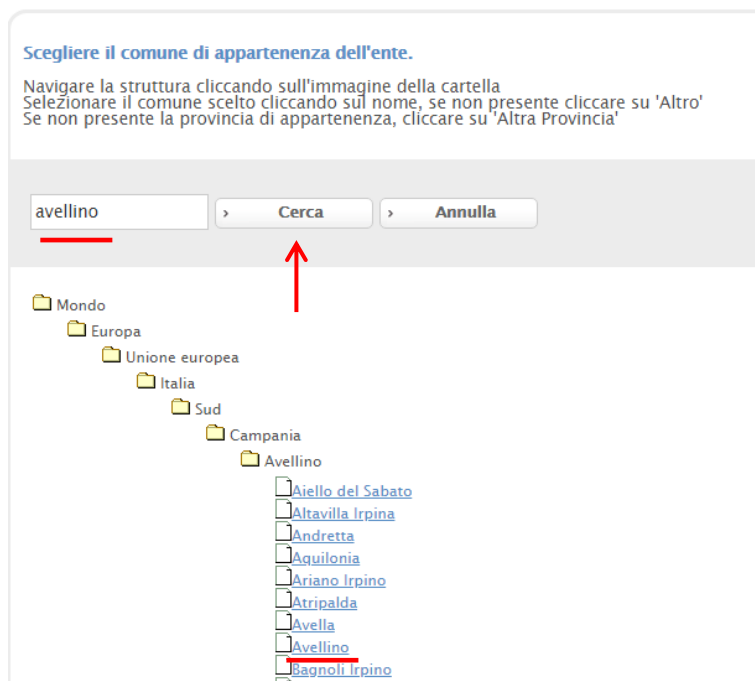 Scegliere il comune di appartenenza dell'ente.
Navigare la struttura cliccando sull'immagine della cartella
Selezionare il comune scelto cliccando sul nome, se non presente cliccare su 'Altro'
Se non presente la provincia di appartenenza, cliccare su 'Altra Provincia'
avellino › Cerca › Annulla
Mondo
Europa
Unione europea
Italia
Sud
Campania
Avellino
Aiello del Sabato
Altavilla Irpina
Andretta
Aquilonia
Ariano Irpino
Atripalda
Avella
Avellino
Bagnoli Irpino